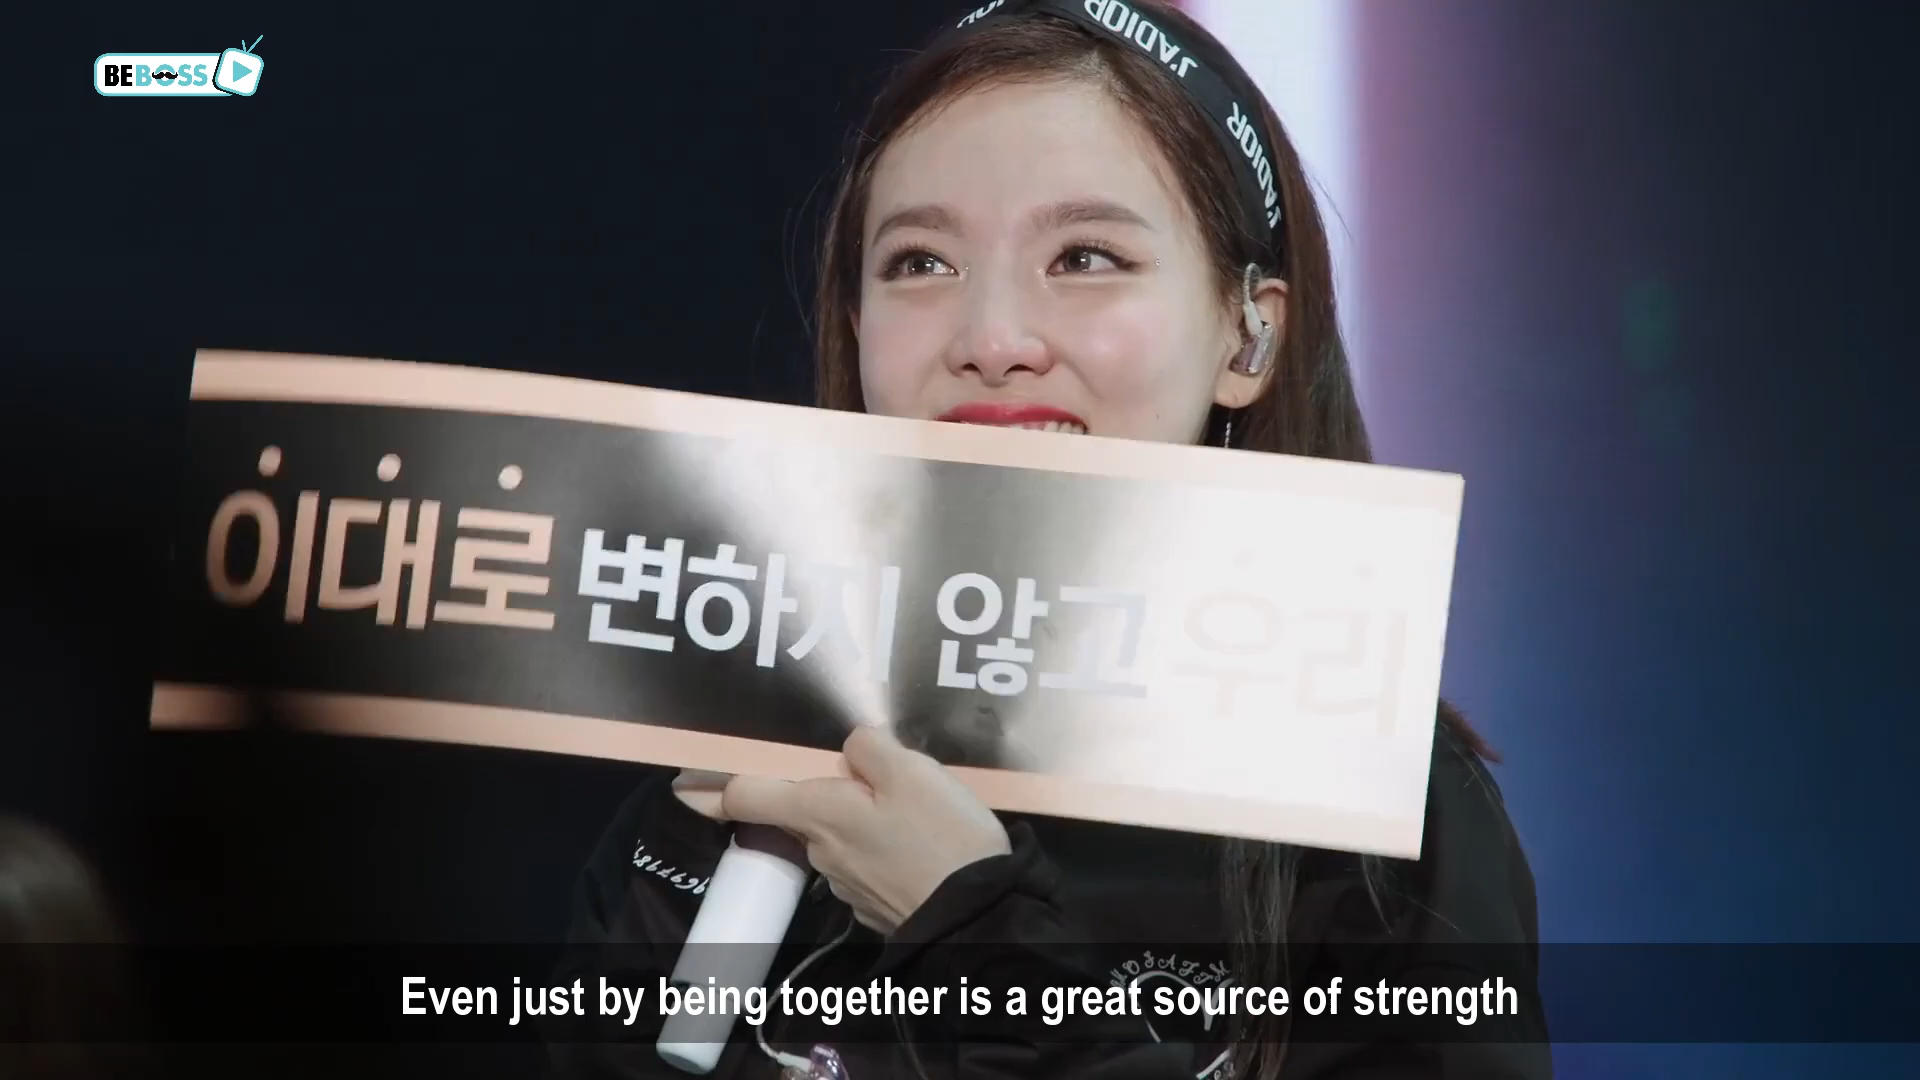 BEBOSS
J'ADIOR
J'ADIOR
이대로 변하지 않고 우리
Even just by being together is a great source of strength